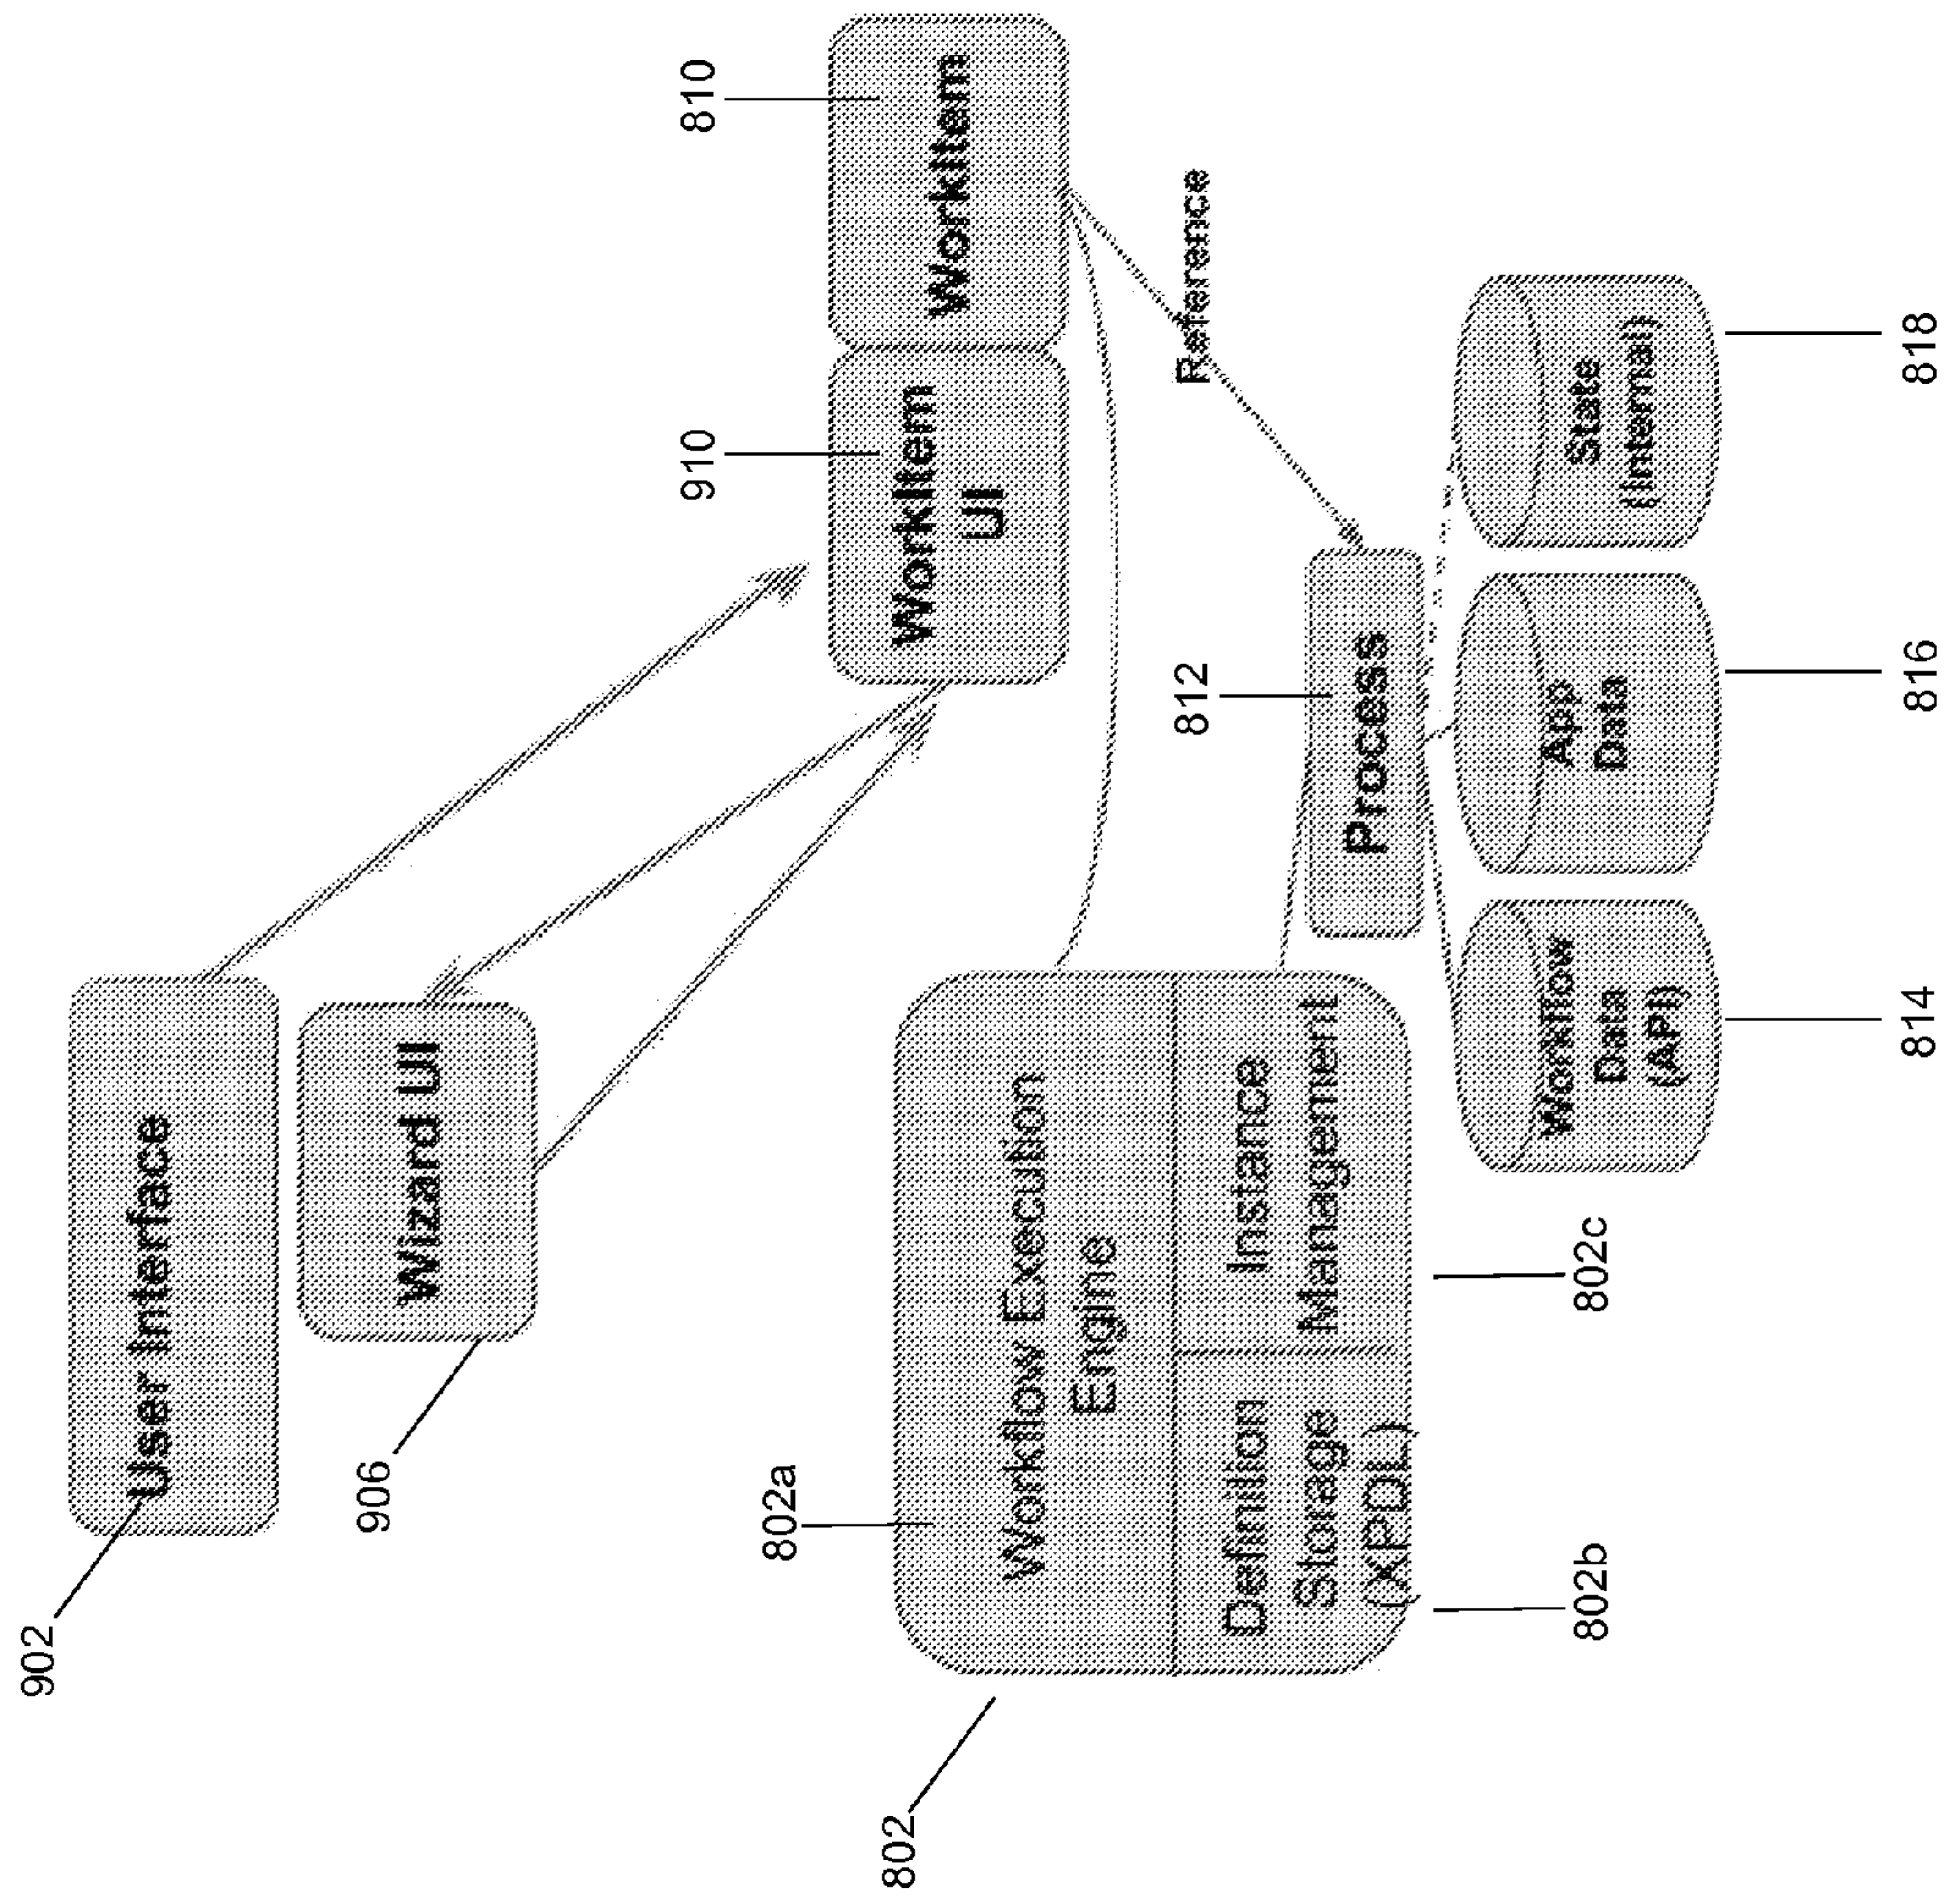 902
User Interface
906
Wizard UI
910
WorkItem
UI
810
WorkItem
802
802a
Workflow Execution
Engine
Definition
Storage
(XPDL)
802b
Instance
Management
802c
Reference
812
Process
Workflow
Data
(API)
814
App
Data
816
State
(Internal)
818